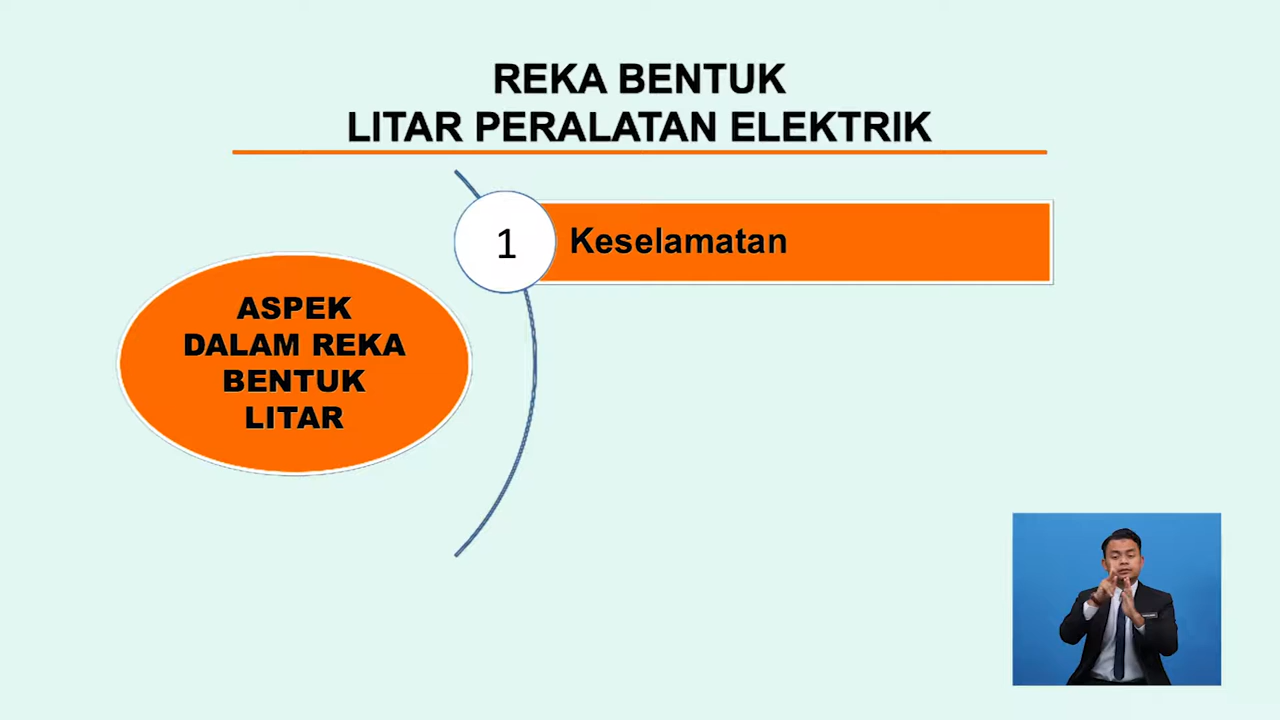 REKA BENTUK
LITAR PERALATAN ELEKTRIK
1
Keselamatan
ASPEK
DALAM REKA
BENTUK
LITAR